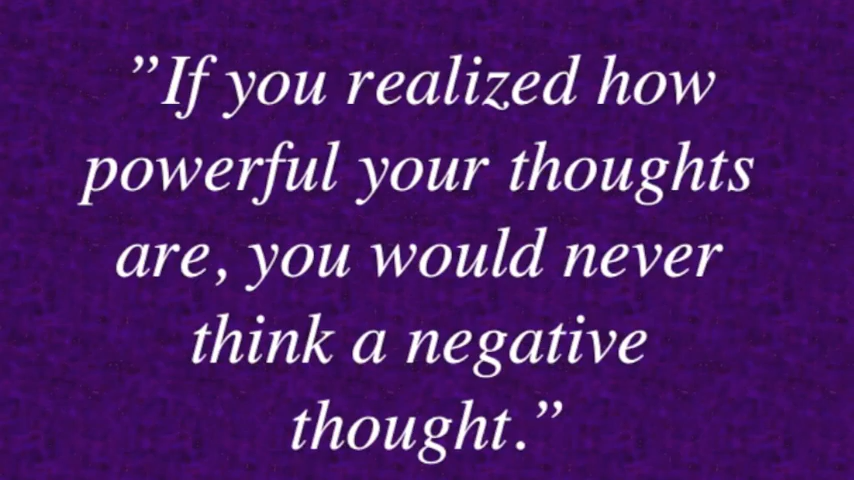 ”If you realized how
powerful your thoughts
are, you would never
think a negative
thought.”